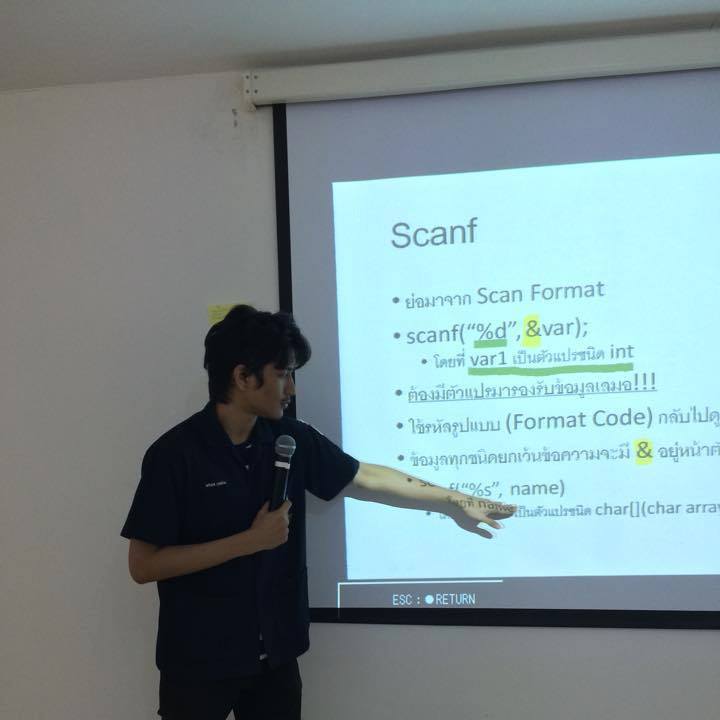 Scanf
• ย่อมาจาก Scan Format
• scanf("%d", &var);
• โดยที่ var1 เป็นตัวแปรชนิด int
• ต้องมีตัวแปรมารองรับข้อมูลเสมอ!!!
• ใช้รหัสรูปแบบ (Format Code) กลับไปดู
• ข้อมูลทุกชนิดยกเว้นข้อความจะมี & อยู่หน้า
• f("%s", name)
• เป็นตัวแปรชนิด char[](char array
ESC : ●RETURN